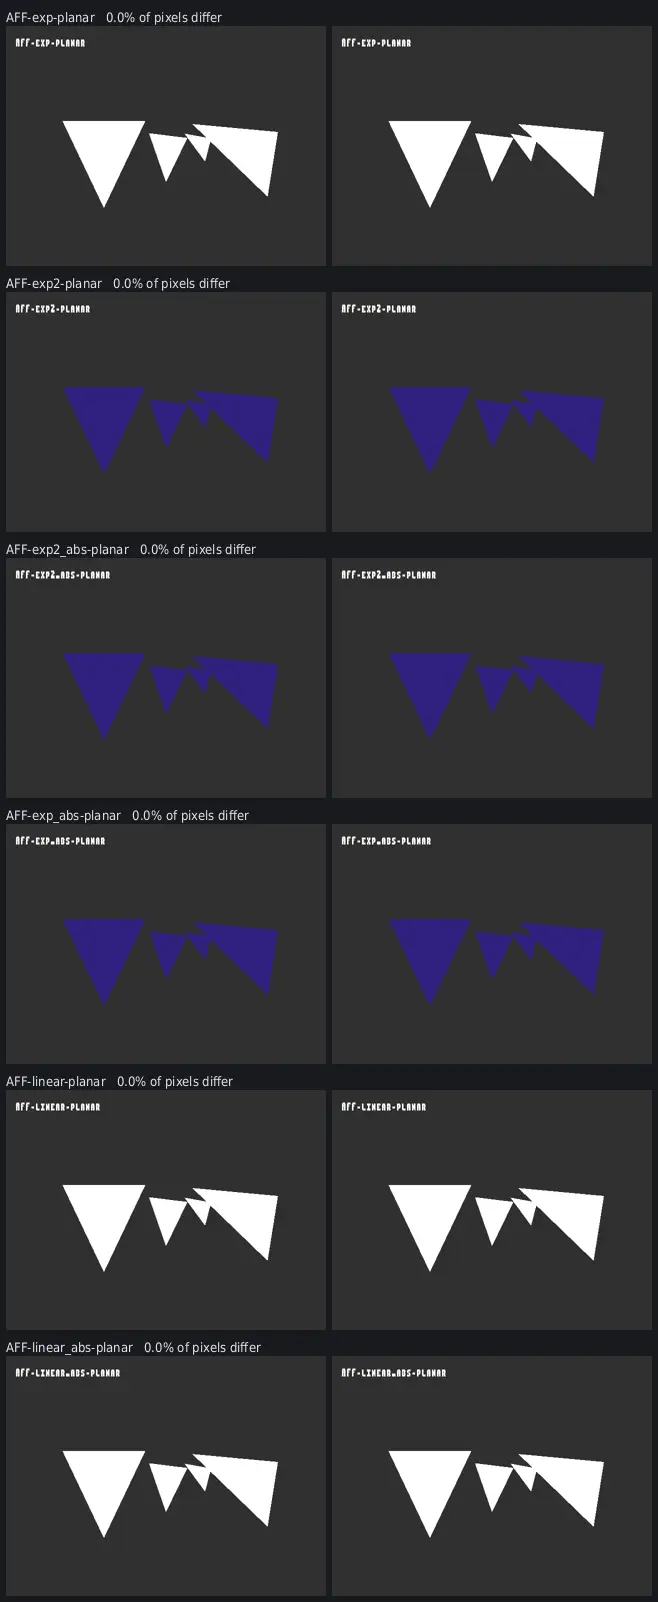 AFF-exp-planar 0.0% of pixels differ
AFF-EXP-PLANAR AFF-EXP-PLANAR
AFF-exp2-planar 0.0% of pixels differ
AFF-EXP2-PLANAR AFF-EXP2-PLANAR
AFF-exp2_abs-planar 0.0% of pixels differ
AFF-EXP2_ABS-PLANAR AFF-EXP2_ABS-PLANAR
AFF-exp_abs-planar 0.0% of pixels differ
AFF-EXP_ABS-PLANAR AFF-EXP_ABS-PLANAR
AFF-linear-planar 0.0% of pixels differ
AFF-LINEAR-PLANAR AFF-LINEAR-PLANAR
AFF-linear_abs-planar 0.0% of pixels differ
AFF-LINEAR_ABS-PLANAR AFF-LINEAR_ABS-PLANAR